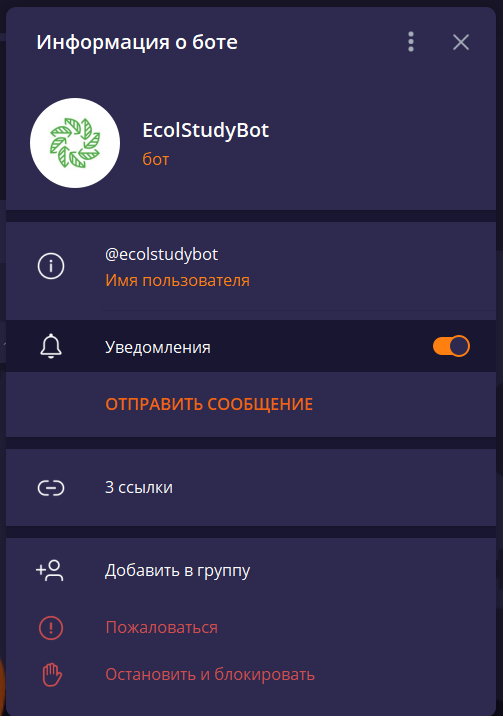 Информация о боте
EcolStudyBot
бот
@ecolstudybot
Имя пользователя
Уведомления
ОТПРАВИТЬ СООБЩЕНИЕ
3 ссылки
Добавить в группу
Пожаловаться
Остановить и блокировать